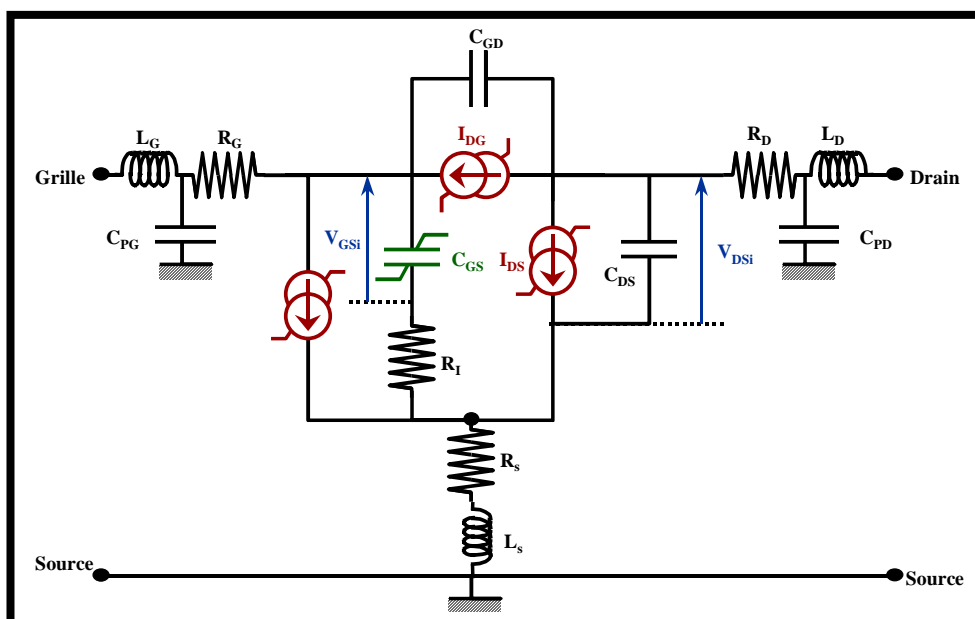 C_GD
L_G
R_G
I_DG
R_D
L_D
Grille
Drain
C_PG
V_GSi
C_GS
I_DS
C_DS
V_DSi
C_PD
R_I
R_s
L_s
Source
Source